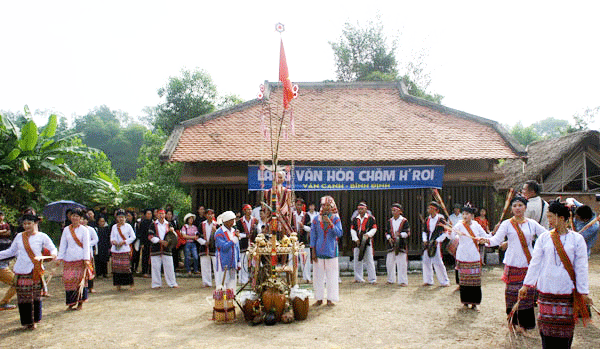 LÀNG VĂN HÓA CHĂM H'ROI
VÂN CANH - BÌNH ĐỊNH